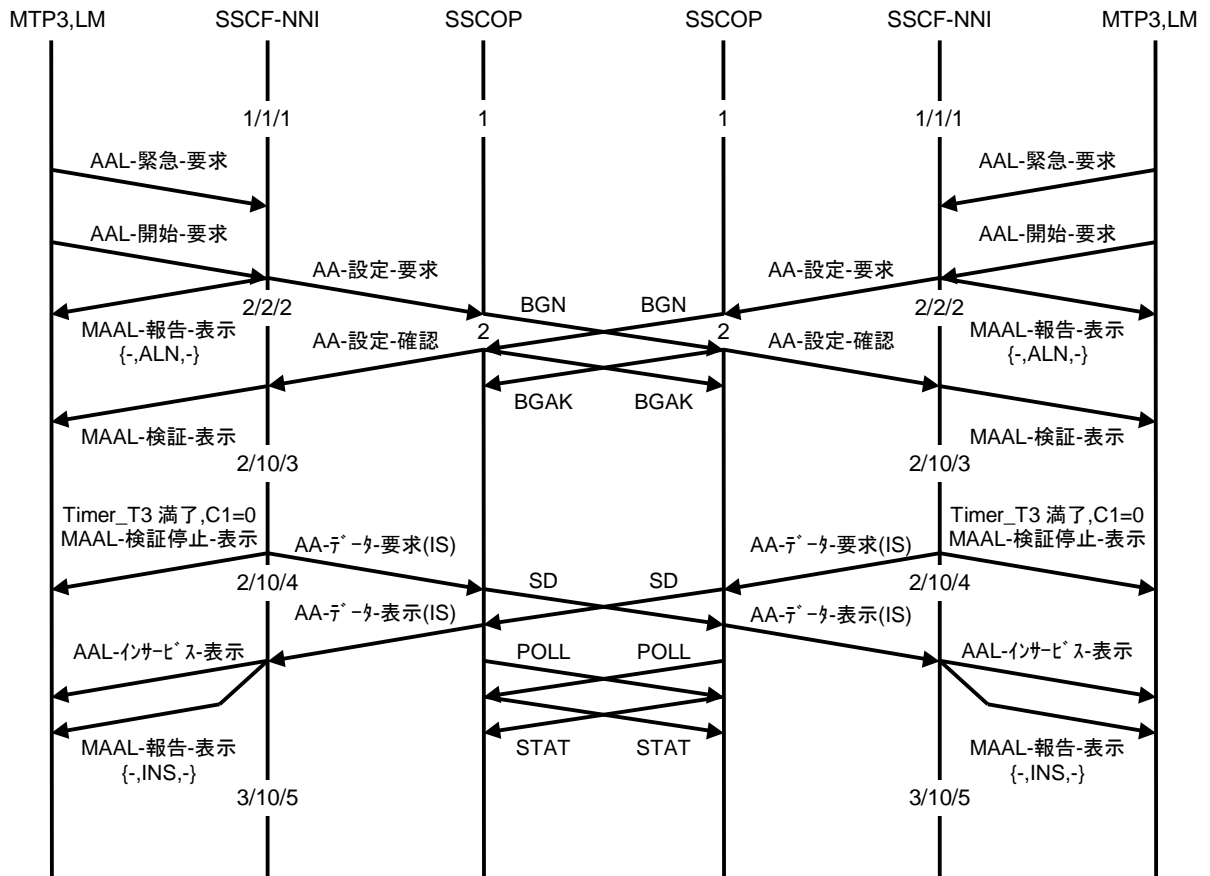 MTP3,LM SSCF-NNI SSCOP SSCOP SSCF-NNI MTP3,LM
1/1/1 1 1 1/1/1
AAL-緊急-要求 AAL-緊急-要求
AAL-開始-要求 AAL-開始-要求
AA-設定-要求 AA-設定-要求
2/2/2 BGN BGN 2/2/2
MAAL-報告-表示 AA-設定-確認 2 2 AA-設定-確認 MAAL-報告-表示
{-,ALN,-} {-,ALN,-}
BGAK BGAK
MAAL-検証-表示 MAAL-検証-表示
2/10/3 2/10/3
Timer_T3 満了,C1=0 Timer_T3 満了,C1=0
MAAL-検証停止-表示 AA-ﾃﾞｰﾀ-要求(IS) AA-ﾃﾞｰﾀ-要求(IS) MAAL-検証停止-表示
2/10/4 SD SD 2/10/4
AA-ﾃﾞｰﾀ-表示(IS) AA-ﾃﾞｰﾀ-表示(IS)
AAL-ｲﾝｻｰﾋﾞｽ-表示 POLL POLL AAL-ｲﾝｻｰﾋﾞｽ-表示
MAAL-報告-表示 STAT STAT MAAL-報告-表示
{-,INS,-} {-,INS,-}
3/10/5 3/10/5